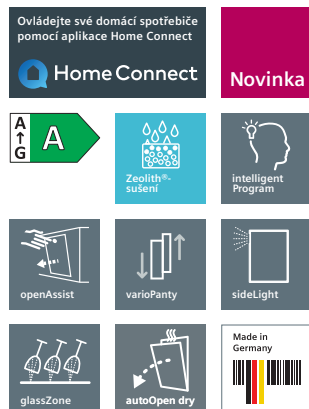 Ovládejte své domácí spotřebiče
pomocí aplikace Home Connect
Home Connect
Novinka
A
G
A
Zeolith®-
sušení
intelligent
Program
openAssist
varioPanty
sideLight
glassZone
autoOpen dry
Made in
Germany